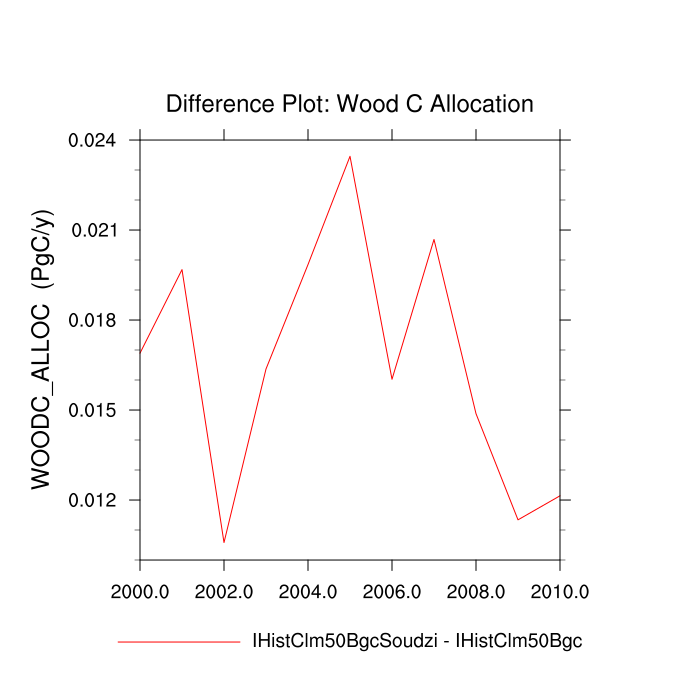 Difference Plot: Wood C Allocation
WOODC_ALLOC (PgC/y)
0.024
0.021
0.018
0.015
0.012
2000.0 2002.0 2004.0 2006.0 2008.0 2010.0
IHistClm50BgcSoudzi - IHistClm50Bgc